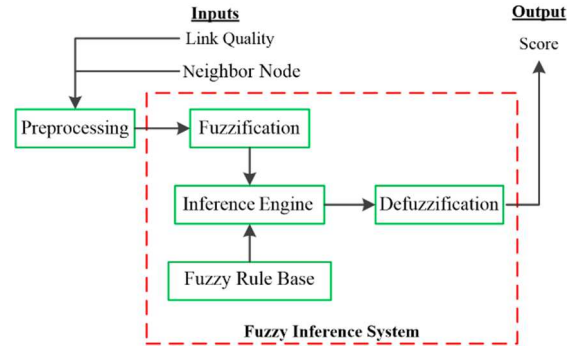 Inputs
Output
Link Quality
Score
Neighbor Node
Preprocessing
Fuzzification
Inference Engine
Defuzzification
Fuzzy Rule Base
Fuzzy Inference System